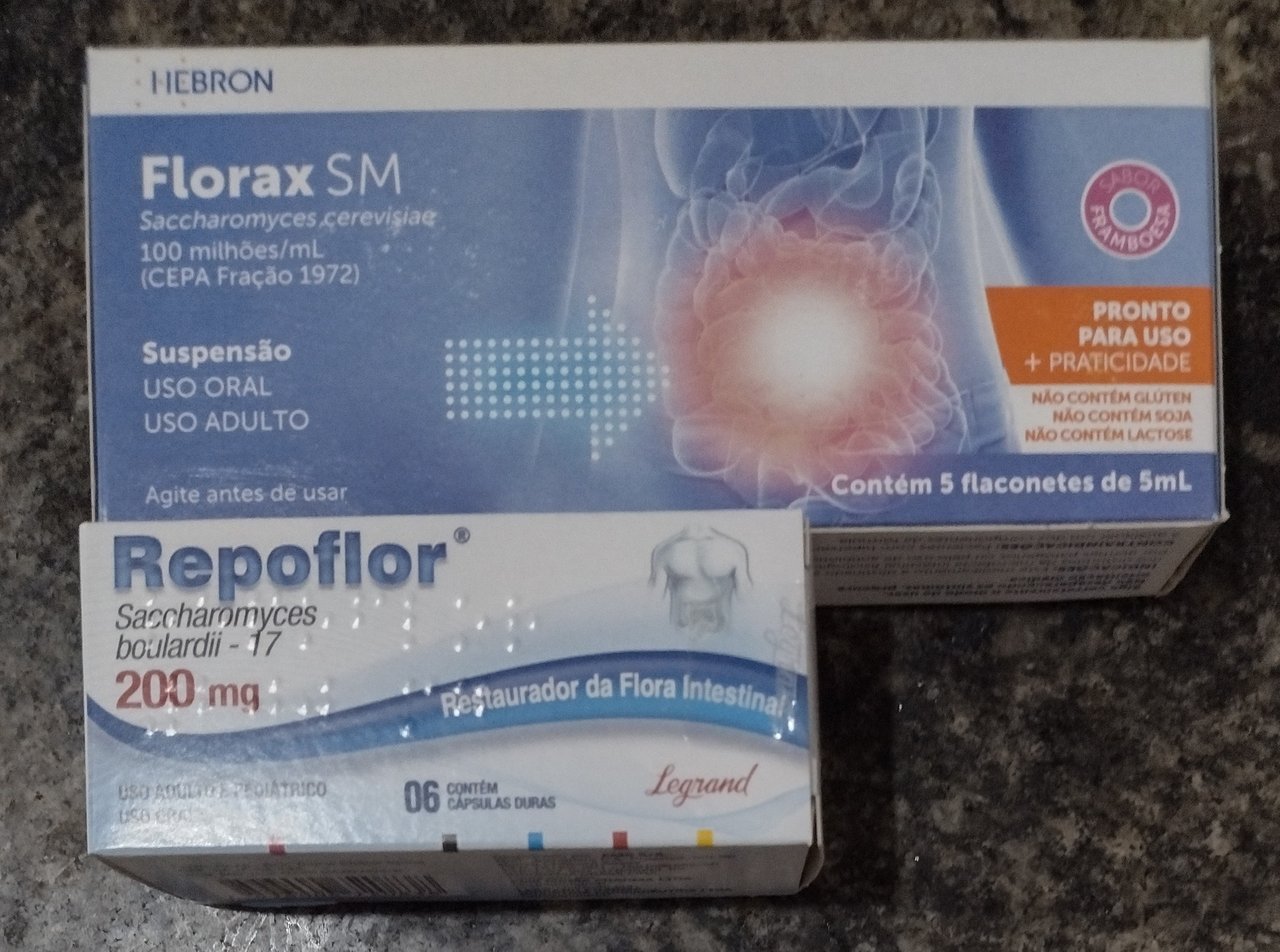 HEBRON
Florax SM
Saccharomyces cerevisiae
100 milhões/mL
(CEPA Fração 1972)
SABOR
FRAMBOESA
PRONTO
PARA USO
+ PRATICIDADE
NÃO CONTÉM GLÚTEN
NÃO CONTÉM SOJA
NÃO CONTÉM LACTOSE
Suspensão
USO ORAL
USO ADULTO
Agite antes de usar
Contém 5 flaconetes de 5mL
Repoflor®
Saccharomyces
boulardii - 17
200 mg
Restaurador da Flora Intestinal
USO ADULTO E PEDIÁTRICO
USO ORAL
06 CONTÉM
CÁPSULAS DURAS
Legrand